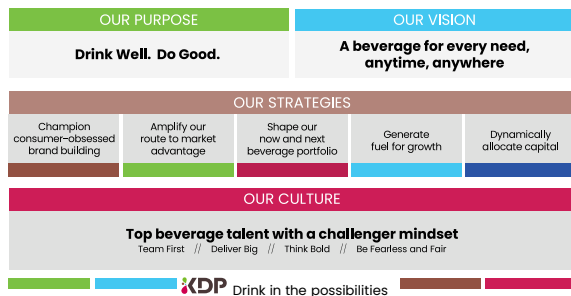 OUR PURPOSE
Drink Well. Do Good.
OUR VISION
A beverage for every need,
anytime, anywhere
OUR STRATEGIES
Champion
consumer-obsessed
brand building
Amplify our
route to market
advantage
Shape our
now and next
beverage portfolio
Generate
fuel for growth
Dynamically
allocate capital
OUR CULTURE
Top beverage talent with a challenger mindset
Team First // Deliver Big // Think Bold // Be Fearless and Fair
KDP Drink in the possibilities